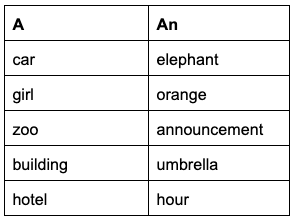 A An
car elephant
girl orange
zoo announcement
building umbrella
hotel hour